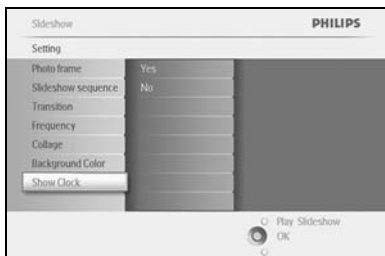 Slideshow PHILIPS
Setting
Photo frame Yes
Slideshow sequence No
Transition
Frequency
Collage
Background Color
Show Clock
Play Slideshow
OK